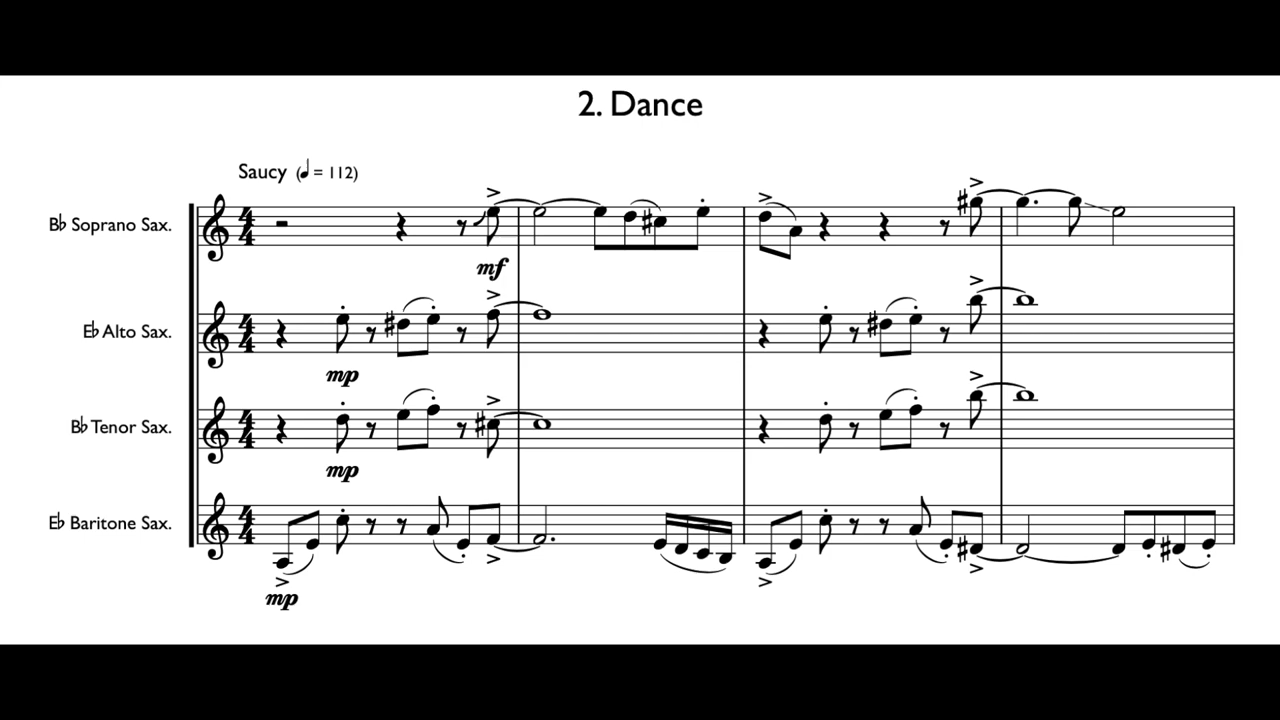 2. Dance
Saucy (♩ = 112)
B♭ Soprano Sax.
mf
E♭ Alto Sax.
mp
B♭ Tenor Sax.
mp
E♭ Baritone Sax.
mp